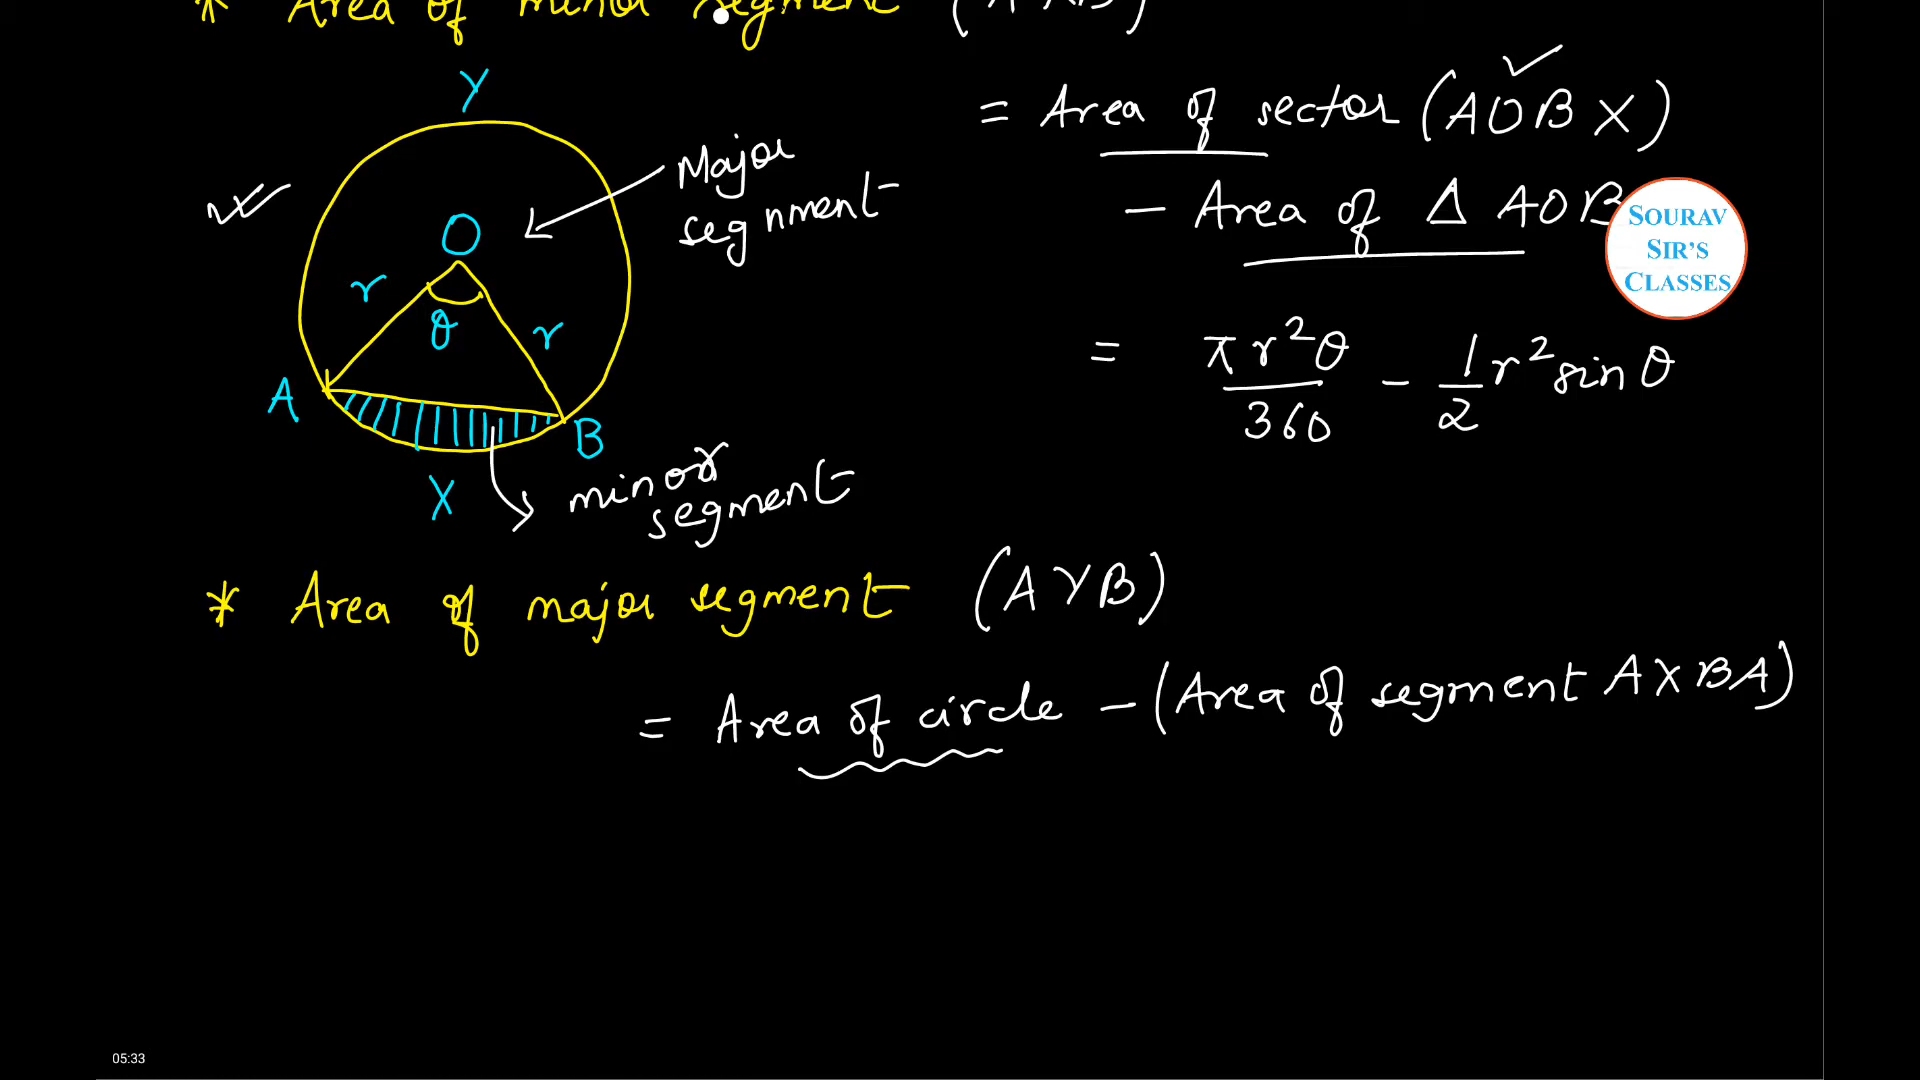 * Area of minor segment (AXB)
Y
= Area of sector (AOBX)
Major
segnment
- Area of Δ AOB
SOURAV
SIR'S
CLASSES
O
r
θ
r
= πr²θ/360 - 1/2 r² sin θ
A
B
X
minor
segment
* Area of major segment (AYB)
= Area of circle - (Area of segment AXBA)
05:33